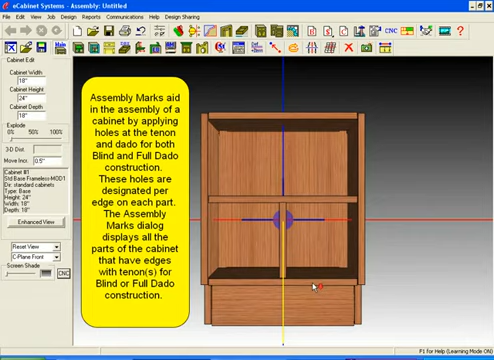 eCabinet Systems - Assembly: Untitled
File Edit View Job Design Reports Communications Help Design Sharing
CNC
Cabinet Edit
Cabinet Width
18"
Cabinet Height
24"
Cabinet Depth
18"
Explode
0% 50% 100%
3-D Dist.
Move Incr. 0.5"
Cabinet #1
Std Base Frameless-MOD1
Dir: standard cabinets
Type: Base
Height: 24"
Width: 18"
Depth: 18"
Enhanced View
Reset View
C-Plane Front
Screen Shade
CNC
Assembly Marks aid
in the assembly of a
cabinet by applying
holes at the tenon
and dado for both
Blind and Full Dado
construction.
These holes are
designated per
edge on each part.
The Assembly
Marks dialog
displays all the
parts of the cabinet
that have edges
with tenon(s) for
Blind or Full Dado
construction.
F1 for Help (Learning Mode ON)